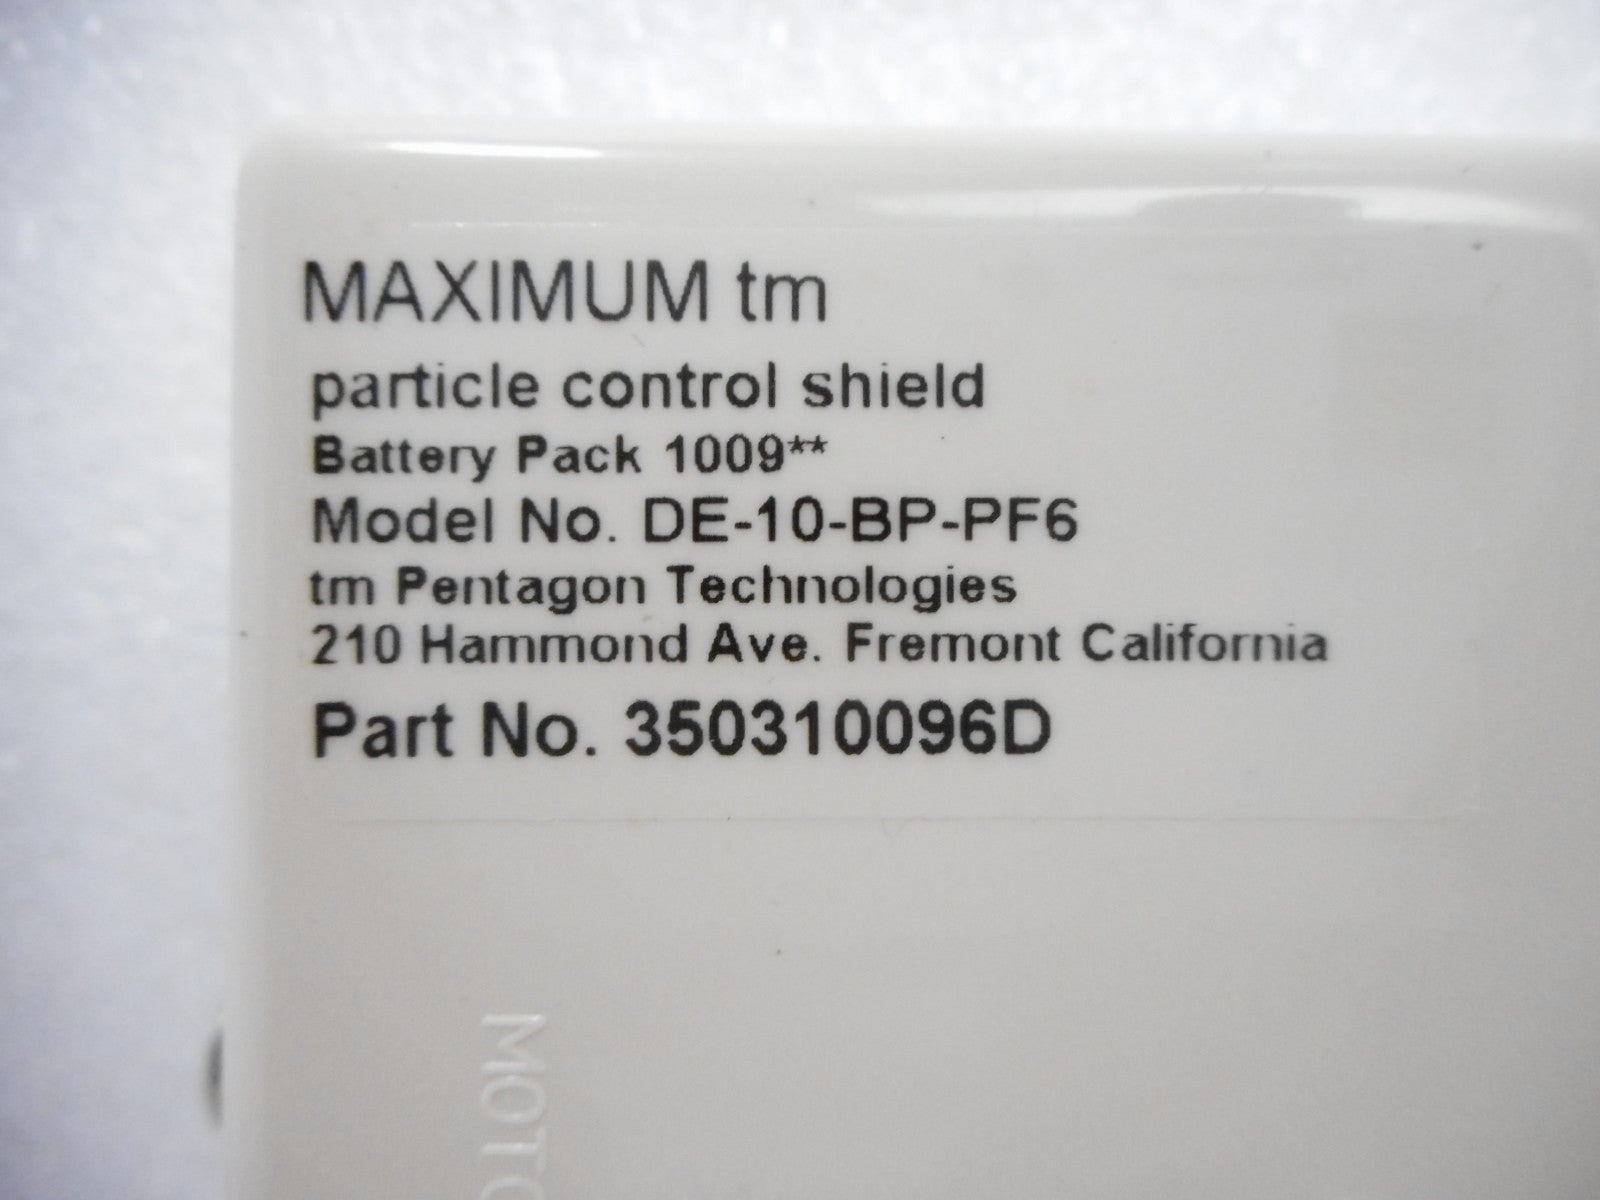 MAXIMUM tm
particle control shield
Battery Pack 1009**
Model No. DE-10-BP-PF6
tm Pentagon Technologies
210 Hammond Ave. Fremont California
Part No. 350310096D